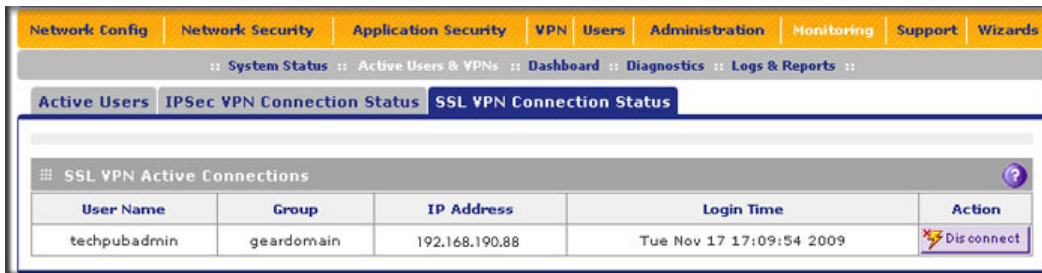 Network Config Network Security Application Security VPN Users Administration Monitoring Support Wizards
:: System Status :: Active Users & VPNs :: Dashboard :: Diagnostics :: Logs & Reports ::
Active Users IPSec VPN Connection Status SSL VPN Connection Status
SSL VPN Active Connections ?
User Name Group IP Address Login Time Action
techpubadmin geardomain 192.168.190.88 Tue Nov 17 17:09:54 2009 Disconnect